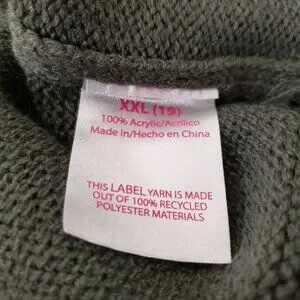 XXL (19)
100% Acrylic/Acrílico
Made in/Hecho en China
THIS LABEL YARN IS MADE
OUT OF 100% RECYCLED
POLYESTER MATERIALS